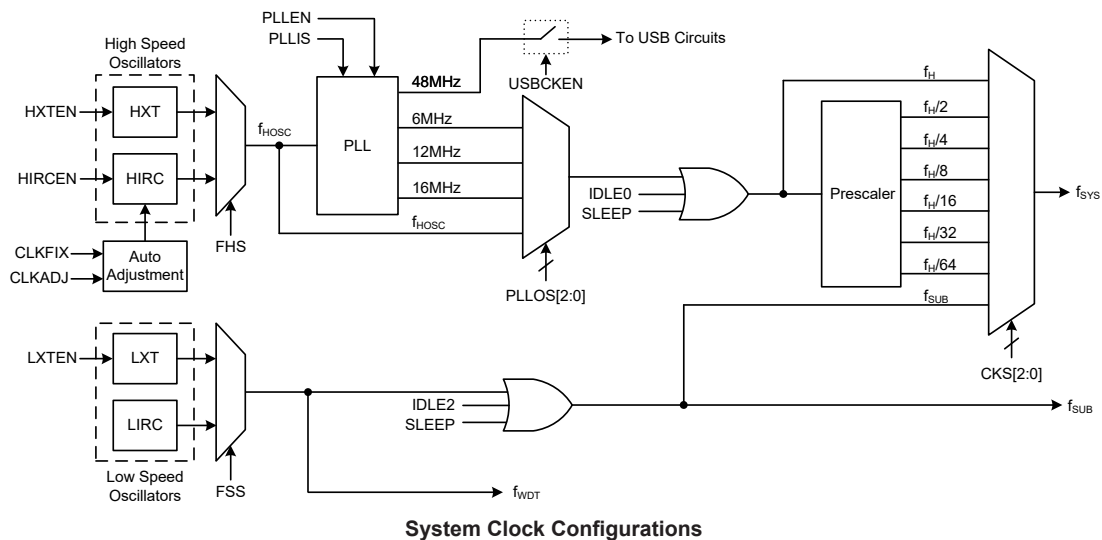 PLLEN
PLLIS
To USB Circuits
High Speed
Oscillators
48MHz
USBCKEN
fH
HXTEN
HXT
fHOSC
PLL
6MHz
12MHz
16MHz
fHOSC
HIRCEN
HIRC
FHS
CLKFIX
CLKADJ
Auto
Adjustment
IDLE0
SLEEP
PLLOS[2:0]
Prescaler
fH/2
fH/4
fH/8
fH/16
fH/32
fH/64
fSUB
fSYS
CKS[2:0]
LXTEN
LXT
LIRC
Low Speed
Oscillators
FSS
IDLE2
SLEEP
fSUB
fWDT
System Clock Configurations